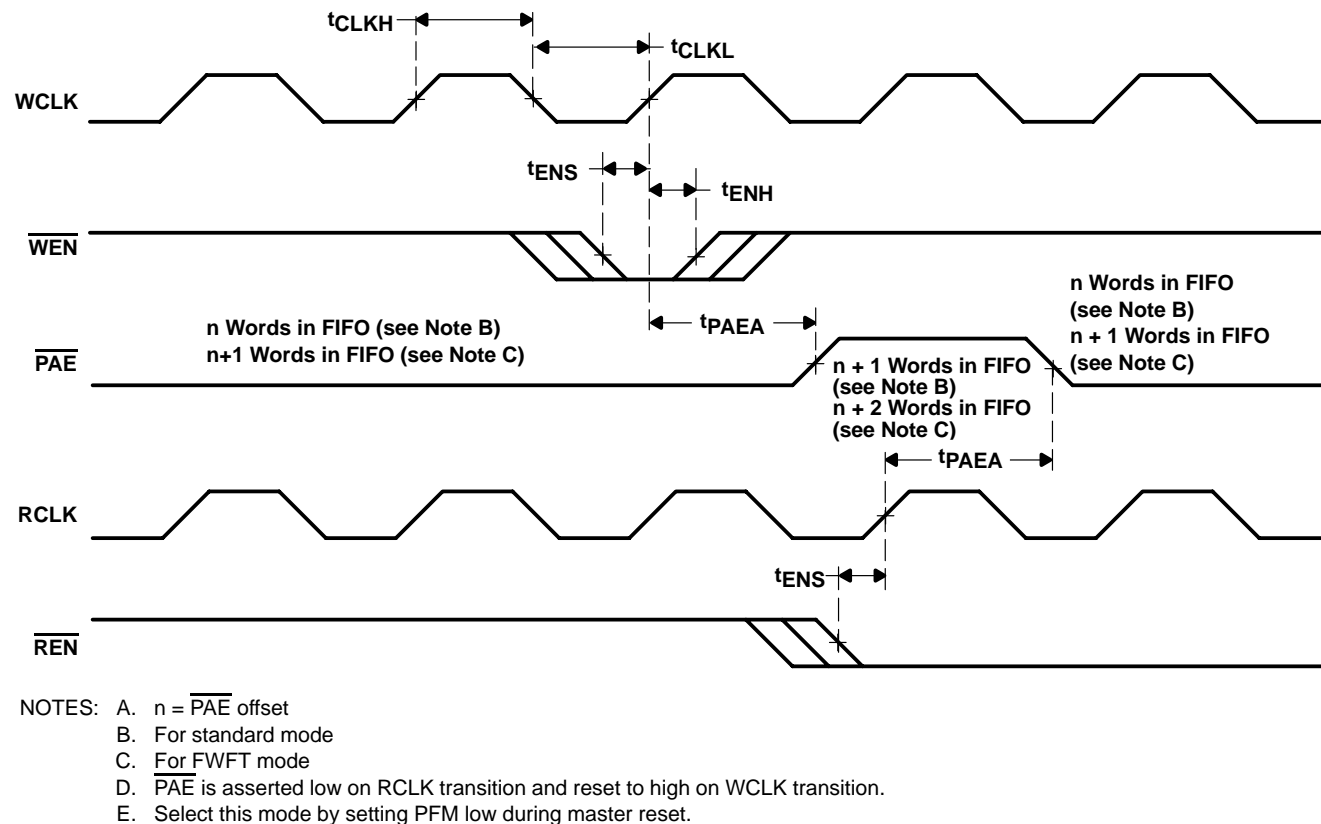 tCLKH
tCLKL
WCLK
tENS
tENH
WEN
n Words in FIFO
(see Note B)
n + 1 Words in FIFO
(see Note C)
n Words in FIFO (see Note B)
n+1 Words in FIFO (see Note C)
tPAEA
PAE
n + 1 Words in FIFO
(see Note B)
n + 2 Words in FIFO
(see Note C)
tPAEA
RCLK
tENS
REN
NOTES: A. n = PAE offset
B. For standard mode
C. For FWFT mode
D. PAE is asserted low on RCLK transition and reset to high on WCLK transition.
E. Select this mode by setting PFM low during master reset.